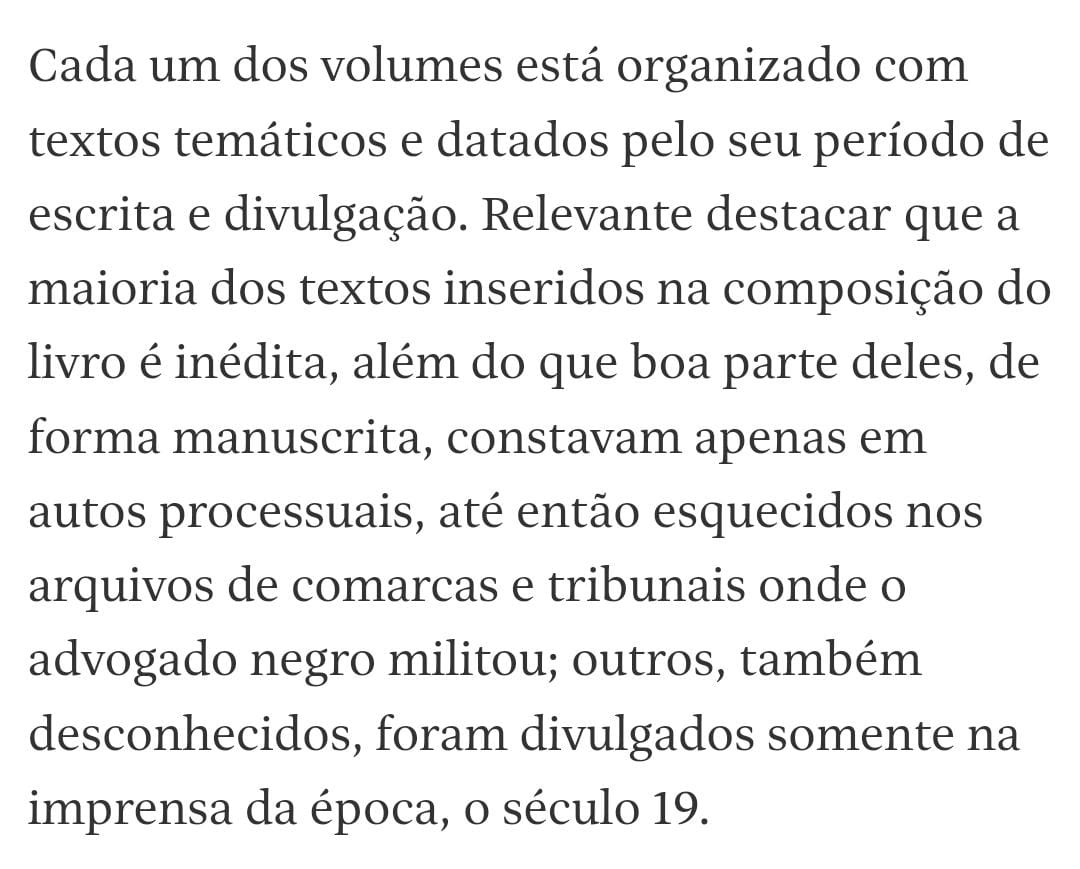 Cada um dos volumes está organizado com
textos temáticos e datados pelo seu período de
escrita e divulgação. Relevante destacar que a
maioria dos textos inseridos na composição do
livro é inédita, além do que boa parte deles, de
forma manuscrita, constavam apenas em
autos processuais, até então esquecidos nos
arquivos de comarcas e tribunais onde o
advogado negro militou; outros, também
desconhecidos, foram divulgados somente na
imprensa da época, o século 19.